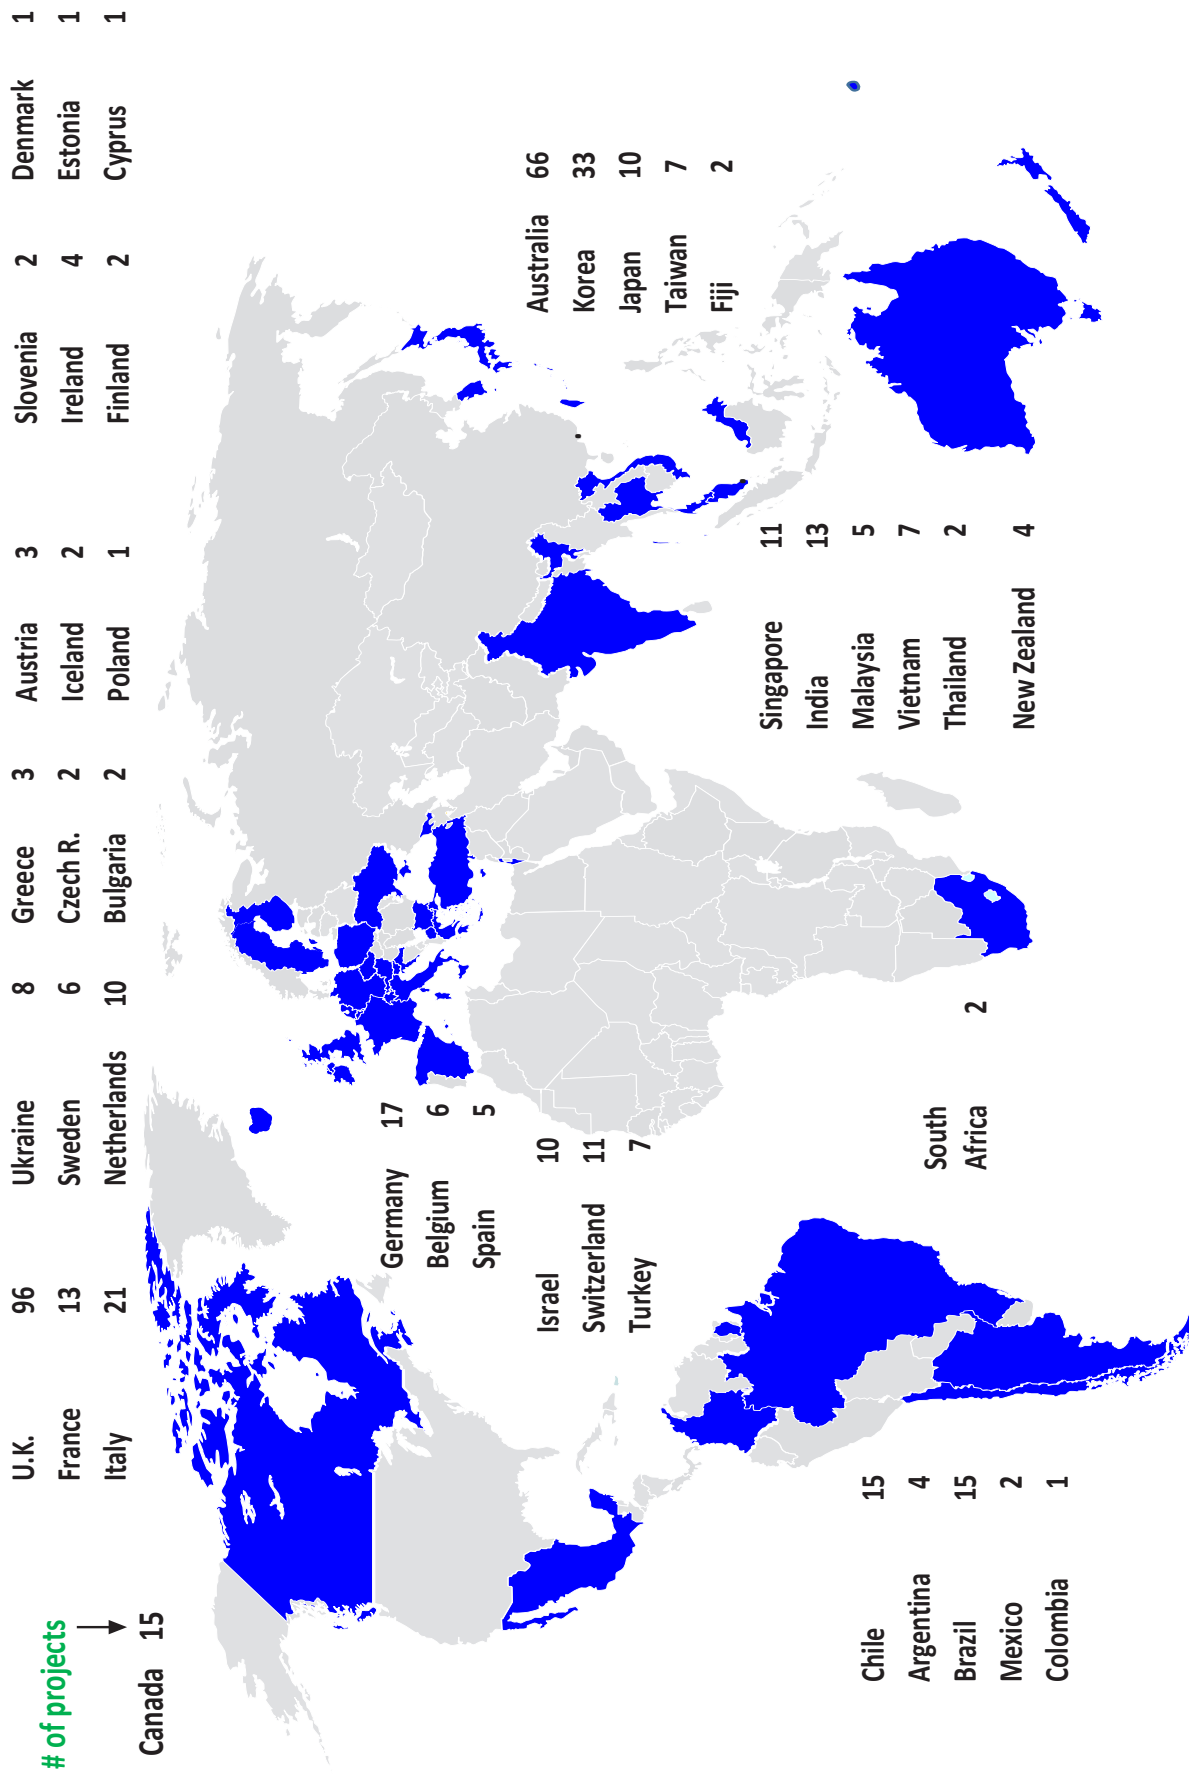 # of projects
Canada 15
U.K. 96
France 13
Italy 21
Ukraine 8
Sweden 6
Netherlands 10
Greece 3
Czech R. 2
Bulgaria 2
Austria 3
Iceland 2
Poland 1
Slovenia 2
Ireland 4
Finland 2
Denmark 1
Estonia 1
Cyprus 1
Germany 17
Belgium 6
Spain 5
Israel 10
Switzerland 11
Turkey 7
Australia 66
Korea 33
Japan 10
Taiwan 7
Fiji 2
Singapore 11
India 13
Malaysia 5
Vietnam 7
Thailand 2
New Zealand 4
South
Africa 2
Chile 15
Argentina 4
Brazil 15
Mexico 2
Colombia 1